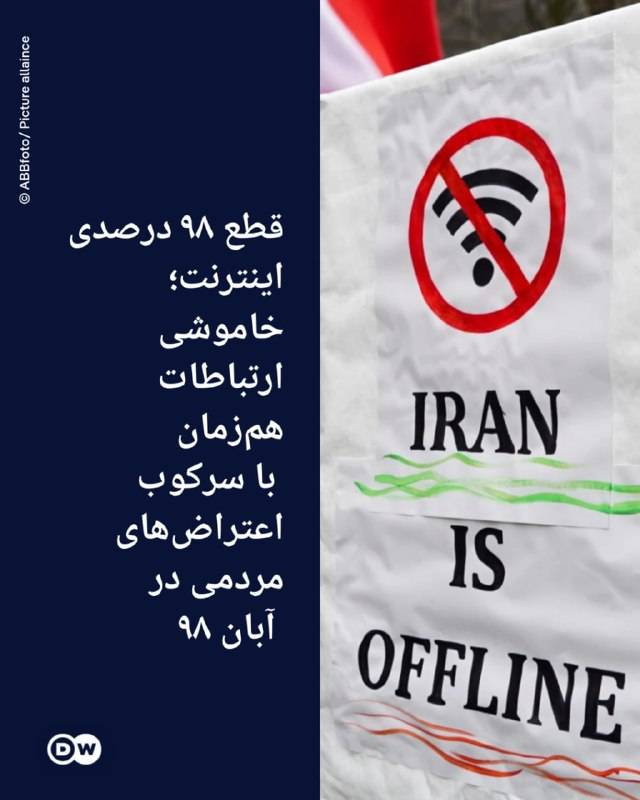 © ABBfoto/ Picture allaince
قطع ۹۸ درصدی
اینترنت؛
خاموشی
ارتباطات
هم‌زمان
با سرکوب
اعتراض‌های
مردمی در
آبان ۹۸
DW
IRAN
IS
OFFLINE